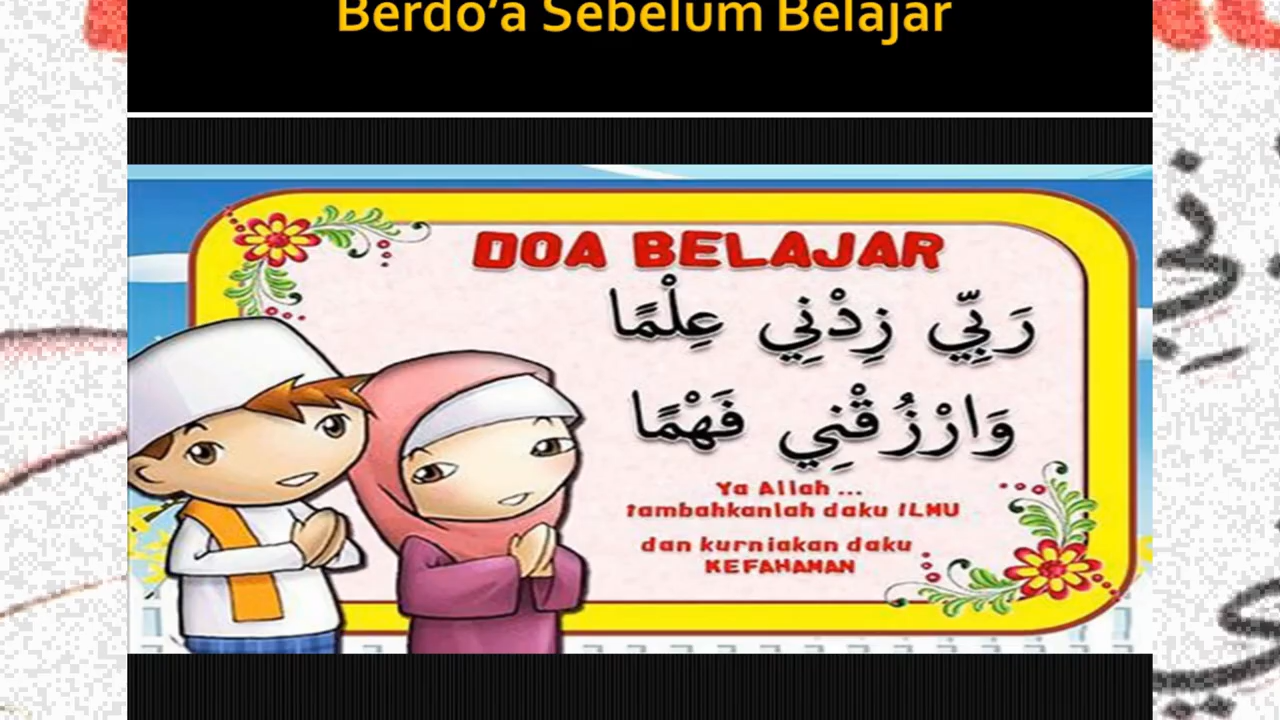 Berdo’a Sebelum Belajar
DOA BELAJAR
رَبِّي زِدْنِي عِلْمًا
وَارْزُقْنِي فَهْمًا
Ya Allah ...
Tambahkanlah daku ILMU
dan kurniakan daku
KEFAHAMAN